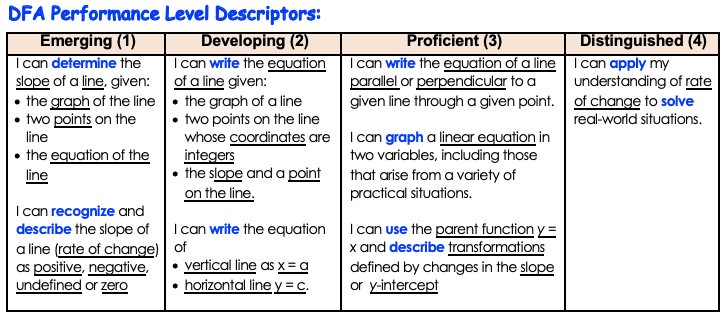 DFA Performance Level Descriptors:
Emerging (1)
Developing (2)
Proficient (3)
Distinguished (4)
I can determine the
slope of a line, given:
• the graph of the line
• two points on the
line
• the equation of the
line
I can recognize and
describe the slope of
a line (rate of change)
as positive, negative,
undefined or zero
I can write the equation
of a line given:
• the graph of a line
• two points on the line
whose coordinates are
integers
• the slope and a point
on the line.
I can write the equation
of
• vertical line as x = a
• horizontal line y = c.
I can write the equation of a line
parallel or perpendicular to a
given line through a given point.
I can graph a linear equation in
two variables, including those
that arise from a variety of
practical situations.
I can use the parent function y =
x and describe transformations
defined by changes in the slope
or y-intercept
I can apply my
understanding of rate
of change to solve
real-world situations.